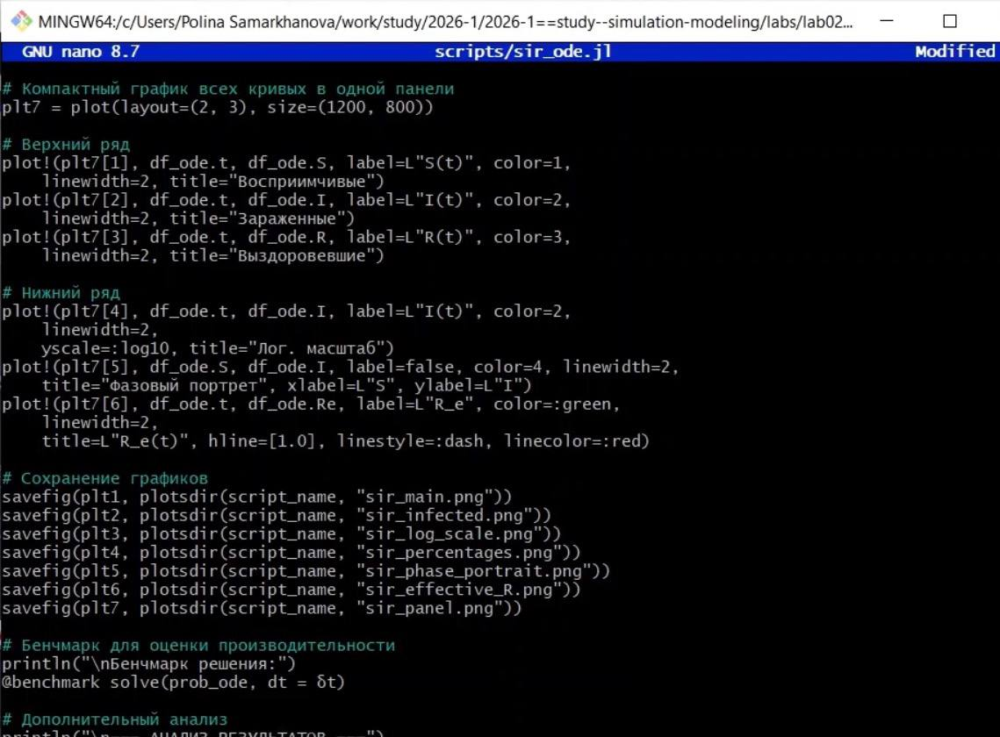 MINGW64:/c/Users/Polina Samarkhanova/work/study/2026-1/2026-1==study--simulation-modeling/labs/lab02...
GNU nano 8.7 scripts/sir_ode.jl Modified
# Компактный график всех кривых в одной панели
plt7 = plot(layout=(2, 3), size=(1200, 800))
# Верхний ряд
plot!(plt7[1], df_ode.t, df_ode.S, label=L"S(t)", color=1,
    linewidth=2, title="Восприимчивые")
plot!(plt7[2], df_ode.t, df_ode.I, label=L"I(t)", color=2,
    linewidth=2, title="Зараженные")
plot!(plt7[3], df_ode.t, df_ode.R, label=L"R(t)", color=3,
    linewidth=2, title="Выздоровевшие")
# Нижний ряд
plot!(plt7[4], df_ode.t, df_ode.I, label=L"I(t)", color=2,
    linewidth=2,
    yscale=:log10, title="Лог. масштаб")
plot!(plt7[5], df_ode.S, df_ode.I, label=false, color=4, linewidth=2,
    title="Фазовый портрет", xlabel=L"S", ylabel=L"I")
plot!(plt7[6], df_ode.t, df_ode.Re, label=L"R_e", color=:green,
    linewidth=2,
    title=L"R_e(t)", hline=[1.0], linestyle=:dash, linecolor=:red)
# Сохранение графиков
savefig(plt1, plotsdir(script_name, "sir_main.png"))
savefig(plt2, plotsdir(script_name, "sir_infected.png"))
savefig(plt3, plotsdir(script_name, "sir_log_scale.png"))
savefig(plt4, plotsdir(script_name, "sir_percentages.png"))
savefig(plt5, plotsdir(script_name, "sir_phase_portrait.png"))
savefig(plt6, plotsdir(script_name, "sir_effective_R.png"))
savefig(plt7, plotsdir(script_name, "sir_panel.png"))
# Бенчмарк для оценки производительности
println("\nБенчмарк решения:")
@benchmark solve(prob_ode, dt = δt)
# Дополнительный анализ
println("\n=== АНАЛИЗ РЕЗУЛЬТАТОВ ===")